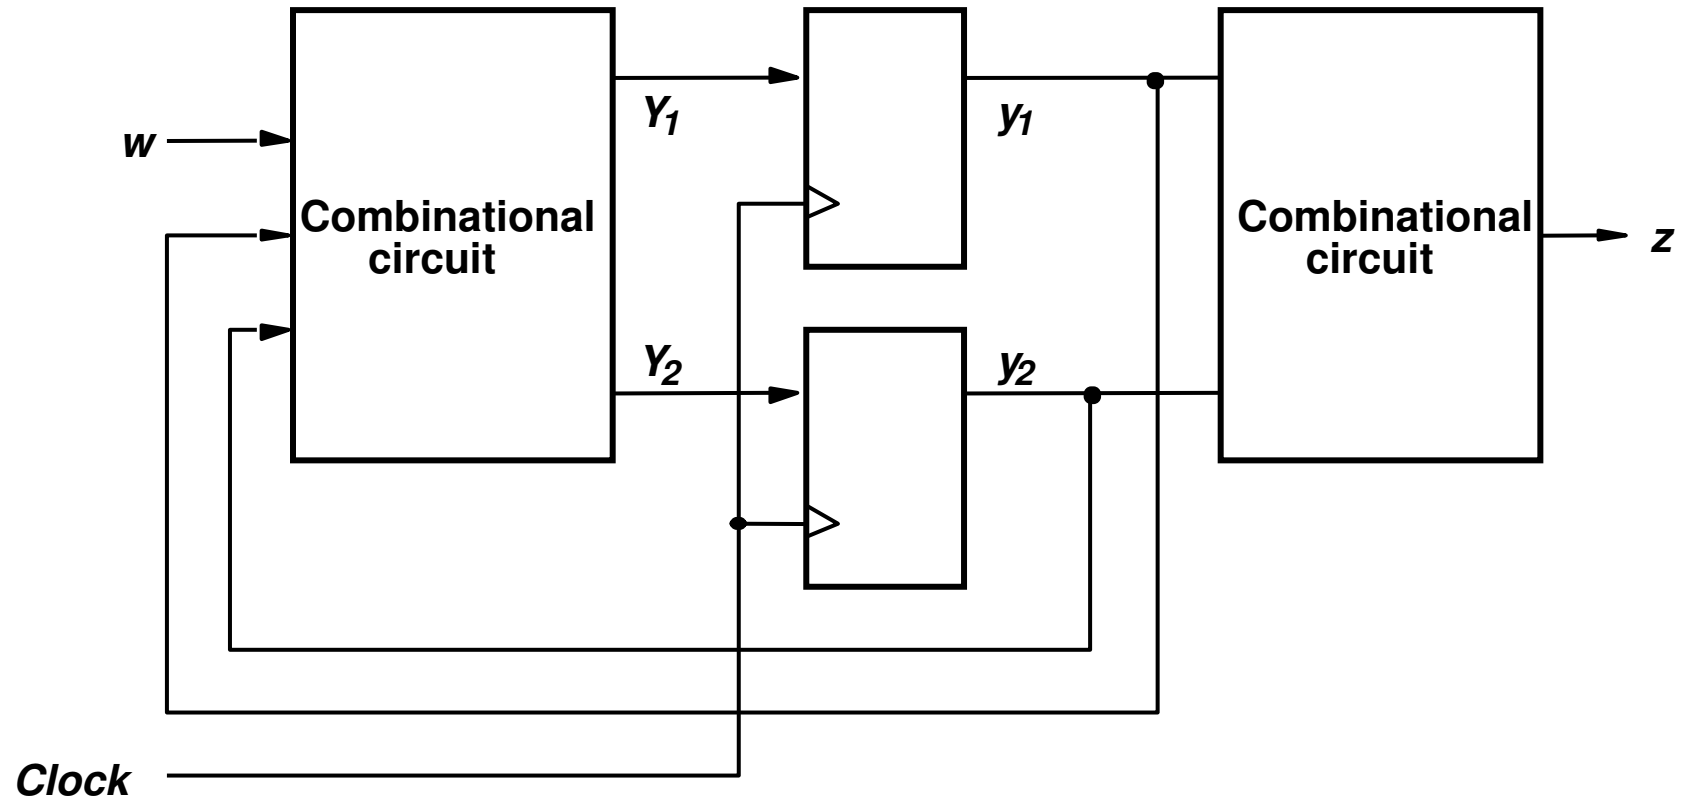 w
Combinational
circuit
Y1
Y2
y1
y2
Combinational
circuit
z
Clock